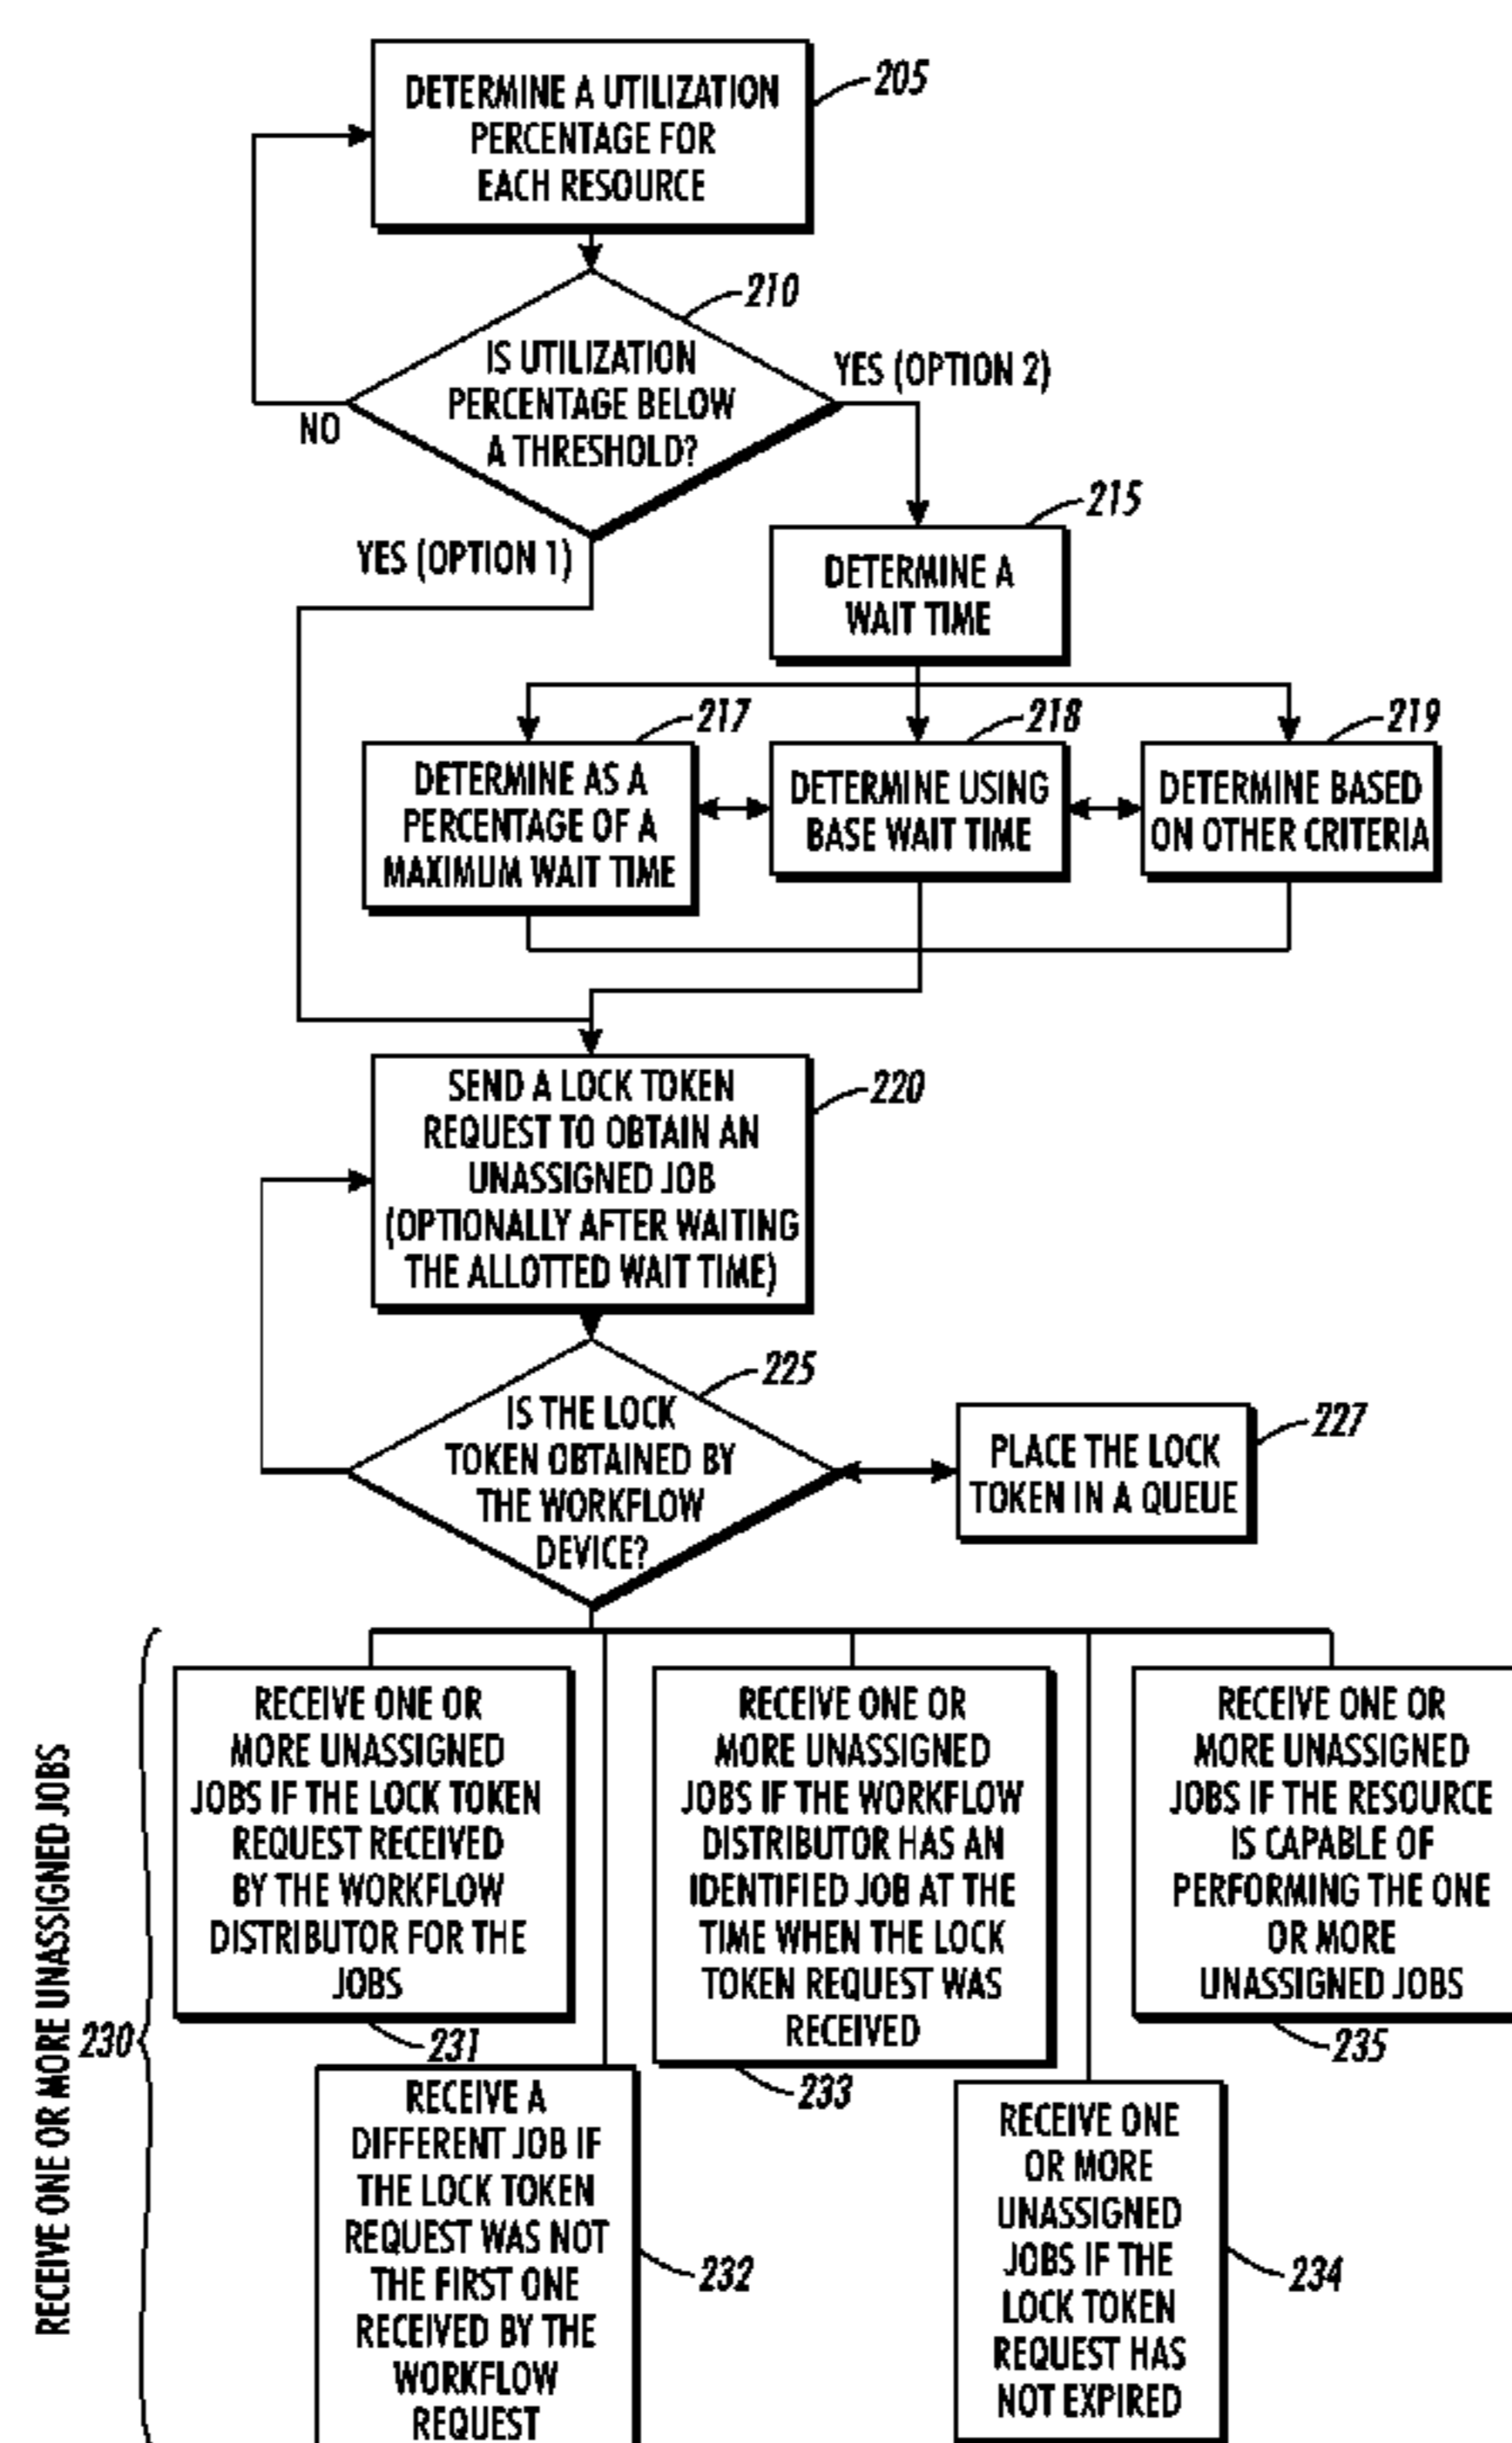 DETERMINE A UTILIZATION
PERCENTAGE FOR
EACH RESOURCE
205
210
IS UTILIZATION
PERCENTAGE BELOW
A THRESHOLD?
NO
YES (OPTION 2)
YES (OPTION 1)
215
DETERMINE A
WAIT TIME
217
DETERMINE AS A
PERCENTAGE OF A
MAXIMUM WAIT TIME
218
DETERMINE USING
BASE WAIT TIME
219
DETERMINE BASED
ON OTHER CRITERIA
SEND A LOCK TOKEN
REQUEST TO OBTAIN AN
UNASSIGNED JOB
(OPTIONALLY AFTER WAITING
THE ALLOTTED WAIT TIME)
220
225
IS THE LOCK
TOKEN OBTAINED BY
THE WORKFLOW
DEVICE?
227
PLACE THE LOCK
TOKEN IN A QUEUE
RECEIVE ONE OR MORE UNASSIGNED JOBS
230
RECEIVE ONE OR
MORE UNASSIGNED
JOBS IF THE LOCK TOKEN
REQUEST RECEIVED
BY THE WORKFLOW
DISTRIBUTOR FOR THE
JOBS
231
RECEIVE A
DIFFERENT JOB IF
THE LOCK TOKEN
REQUEST WAS NOT
THE FIRST ONE
RECEIVED BY THE
WORKFLOW
REQUEST
232
RECEIVE ONE OR
MORE UNASSIGNED
JOBS IF THE WORKFLOW
DISTRIBUTOR HAS AN
IDENTIFIED JOB AT THE
TIME WHEN THE LOCK
TOKEN REQUEST WAS
RECEIVED
233
RECEIVE ONE
OR MORE
UNASSIGNED
JOBS IF THE
LOCK TOKEN
REQUEST HAS
NOT EXPIRED
234
RECEIVE ONE OR
MORE UNASSIGNED
JOBS IF THE RESOURCE
IS CAPABLE OF
PERFORMING THE ONE
OR MORE
UNASSIGNED JOBS
235